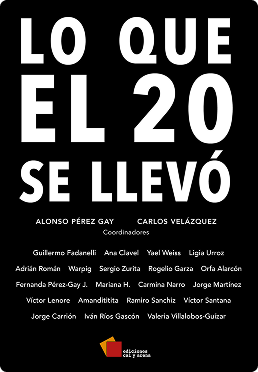 LO QUE
EL 20
SE LLEVÓ
ALONSO PÉREZ GAY CARLOS VELÁZQUEZ
Coordinadores
Guillermo Fadanelli Ana Clavel Yael Weiss Ligia Urroz
Adrián Román Warpig Sergio Zurita Rogelio Garza Orfa Alarcón
Fernanda Pérez-Gay J. Mariana H. Carmina Narro Jorge Martínez
Víctor Lenore Amandititita Ramiro Sanchiz Víctor Santana
Jorge Carrión Iván Ríos Gascón Valeria Villalobos-Guízar
ediciones
cal y arena